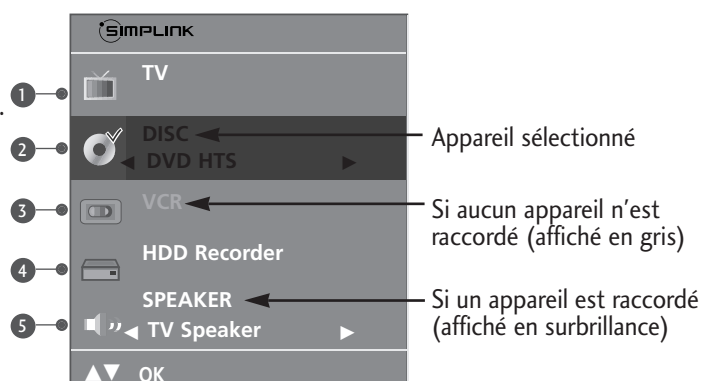 SIMPLINK
1 TV
2 DISC
◄ DVD HTS ►
Appareil sélectionné
3 VCR
Si aucun appareil n'est
raccordé (affiché en gris)
4 HDD Recorder
5 SPEAKER
◄ TV Speaker ►
Si un appareil est raccordé
(affiché en surbrillance)
▲▼ OK